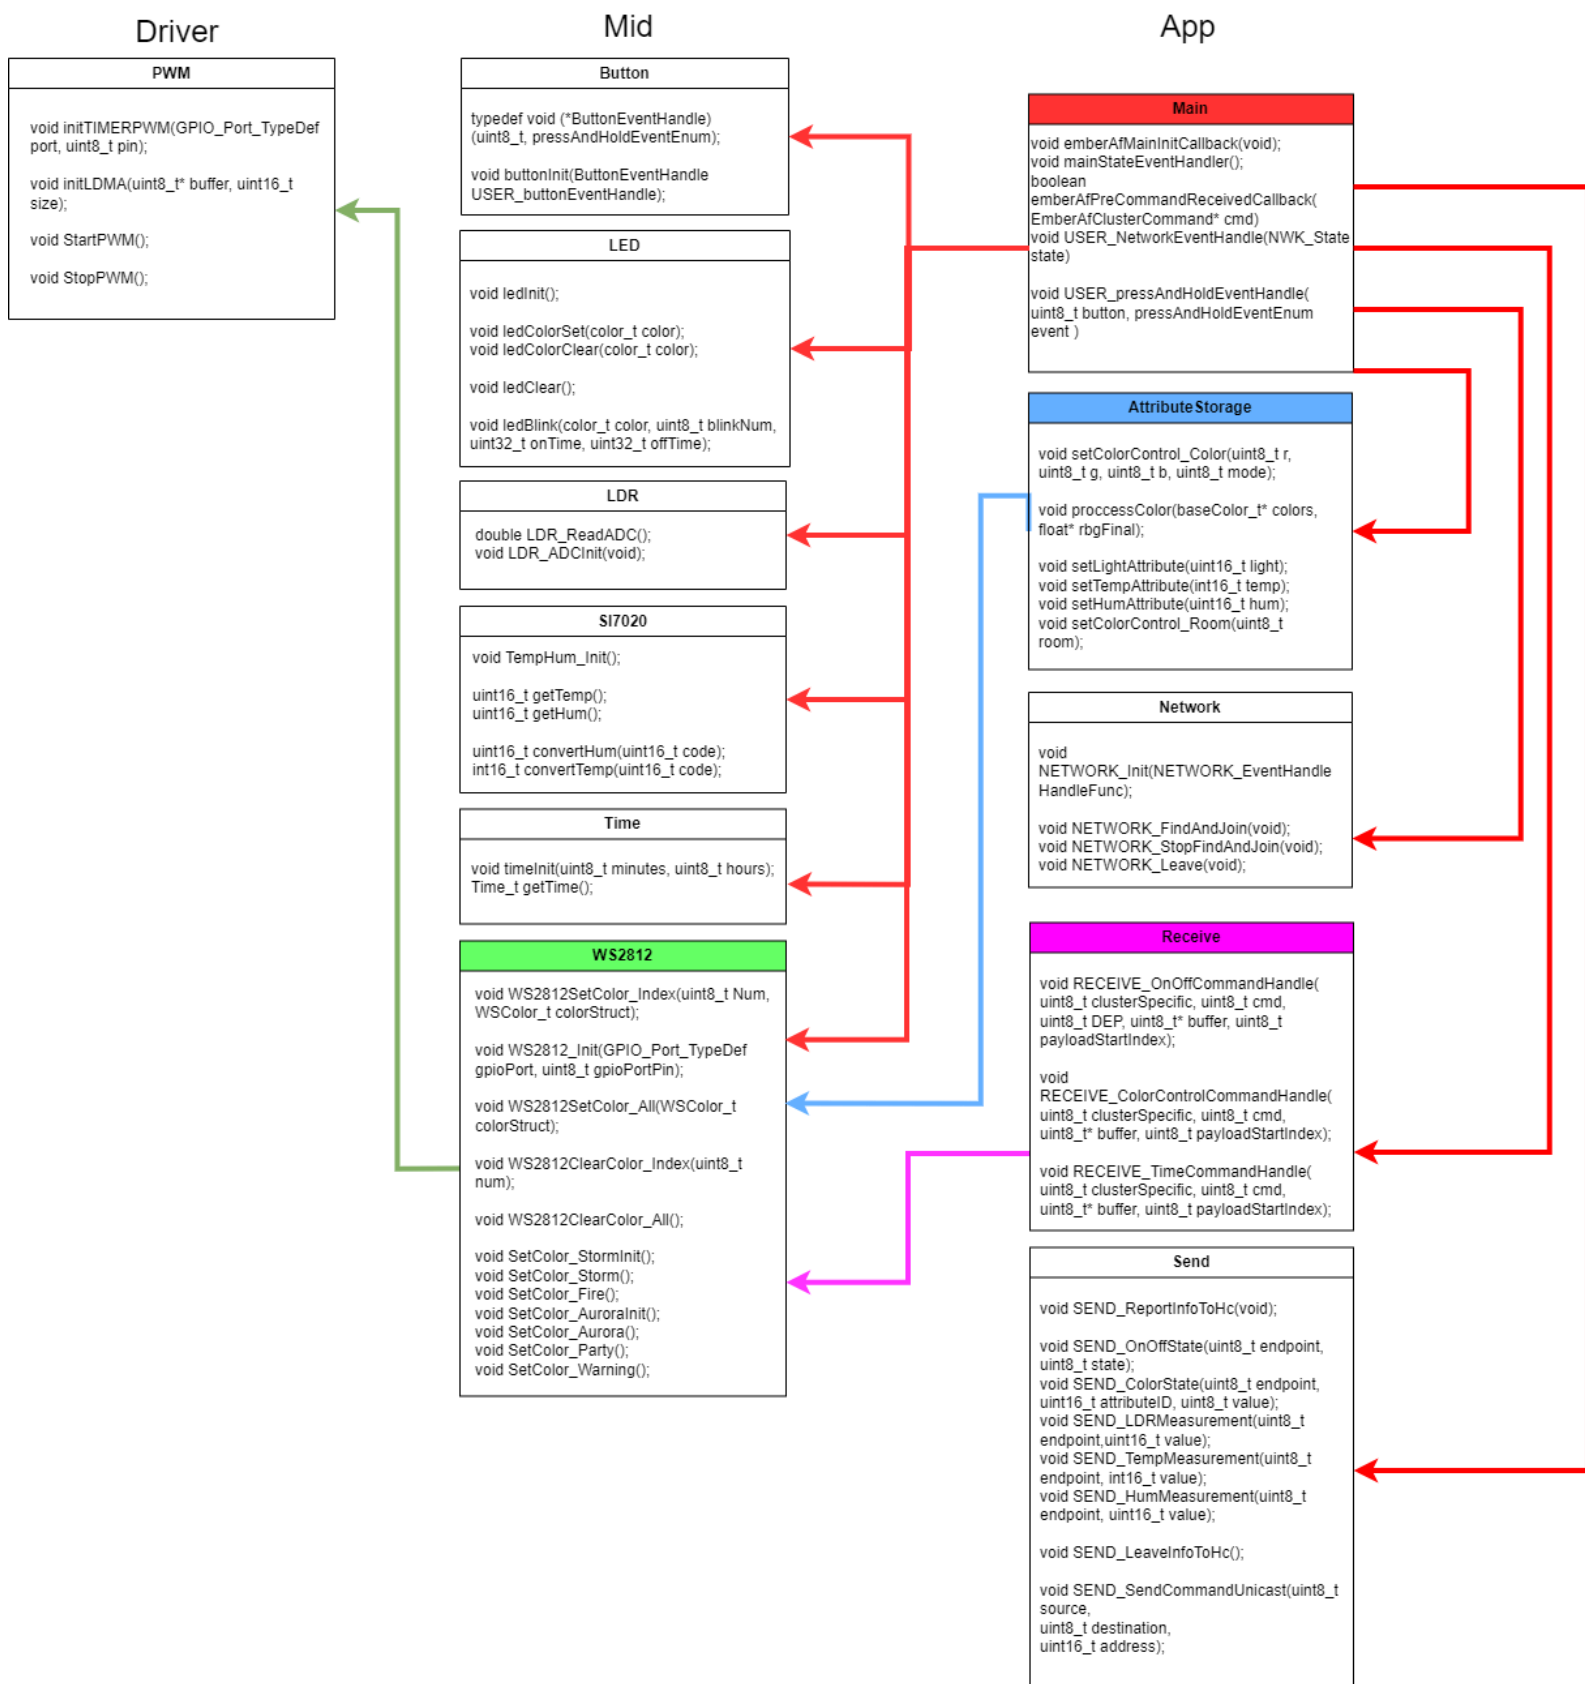 Driver
PWM
void initTIMERPWM(GPIO_Port_TypeDef
port, uint8_t pin);
void initLDMA(uint8_t* buffer, uint16_t
size);
void StartPWM();
void StopPWM();
Mid
Button
typedef void (*ButtonEventHandle)
(uint8_t, pressAndHoldEventEnum);
void buttonInit(ButtonEventHandle
USER_buttonEventHandle);
LED
void ledInit();
void ledColorSet(color_t color);
void ledColorClear(color_t color);
void ledClear();
void ledBlink(color_t color, uint8_t blinkNum,
uint32_t onTime, uint32_t offTime);
LDR
double LDR_ReadADC();
void LDR_ADCInit(void);
SI7020
void TempHum_Init();
uint16_t getTemp();
uint16_t getHum();
uint16_t convertHum(uint16_t code);
int16_t convertTemp(uint16_t code);
Time
void timeInit(uint8_t minutes, uint8_t hours);
Time_t getTime();
WS2812
void WS2812SetColor_Index(uint8_t Num,
WSColor_t colorStruct);
void WS2812_Init(GPIO_Port_TypeDef
gpioPort, uint8_t gpioPortPin);
void WS2812SetColor_All(WSColor_t
colorStruct);
void WS2812ClearColor_Index(uint8_t
num);
void WS2812ClearColor_All();
void SetColor_StormInit();
void SetColor_Storm();
void SetColor_Fire();
void SetColor_AuroraInit();
void SetColor_Aurora();
void SetColor_Party();
void SetColor_Warning();
App
Main
void emberAfMainInitCallback(void);
void mainStateEventHandler();
boolean
emberAfPreCommandReceivedCallback(
EmberAfClusterCommand* cmd)
void USER_NetworkEventHandle(NWK_State
state)
void USER_pressAndHoldEventHandle(
uint8_t button, pressAndHoldEventEnum
event )
AttributeStorage
void setColorControl_Color(uint8_t r,
uint8_t g, uint8_t b, uint8_t mode);
void proccessColor(baseColor_t* colors,
float* rbgFinal);
void setLightAttribute(uint16_t light);
void setTempAttribute(int16_t temp);
void setHumAttribute(uint16_t hum);
void setColorControl_Room(uint8_t
room);
Network
void
NETWORK_Init(NETWORK_EventHandle
HandleFunc);
void NETWORK_FindAndJoin(void);
void NETWORK_StopFindAndJoin(void);
void NETWORK_Leave(void);
Receive
void RECEIVE_OnOffCommandHandle(
uint8_t clusterSpecific, uint8_t cmd,
uint8_t DEP, uint8_t* buffer, uint8_t
payloadStartIndex);
void
RECEIVE_ColorControlCommandHandle(
uint8_t clusterSpecific, uint8_t cmd,
uint8_t* buffer, uint8_t payloadStartIndex);
void RECEIVE_TimeCommandHandle(
uint8_t clusterSpecific, uint8_t cmd,
uint8_t* buffer, uint8_t payloadStartIndex);
Send
void SEND_ReportInfoToHc(void);
void SEND_OnOffState(uint8_t endpoint,
uint8_t state);
void SEND_ColorState(uint8_t endpoint,
uint16_t attributeID, uint8_t value);
void SEND_LDRMeasurement(uint8_t
endpoint,uint16_t value);
void SEND_TempMeasurement(uint8_t
endpoint, int16_t value);
void SEND_HumMeasurement(uint8_t
endpoint, uint16_t value);
void SEND_LeaveInfoToHc();
void SEND_SendCommandUnicast(uint8_t
source,
uint8_t destination,
uint16_t address);